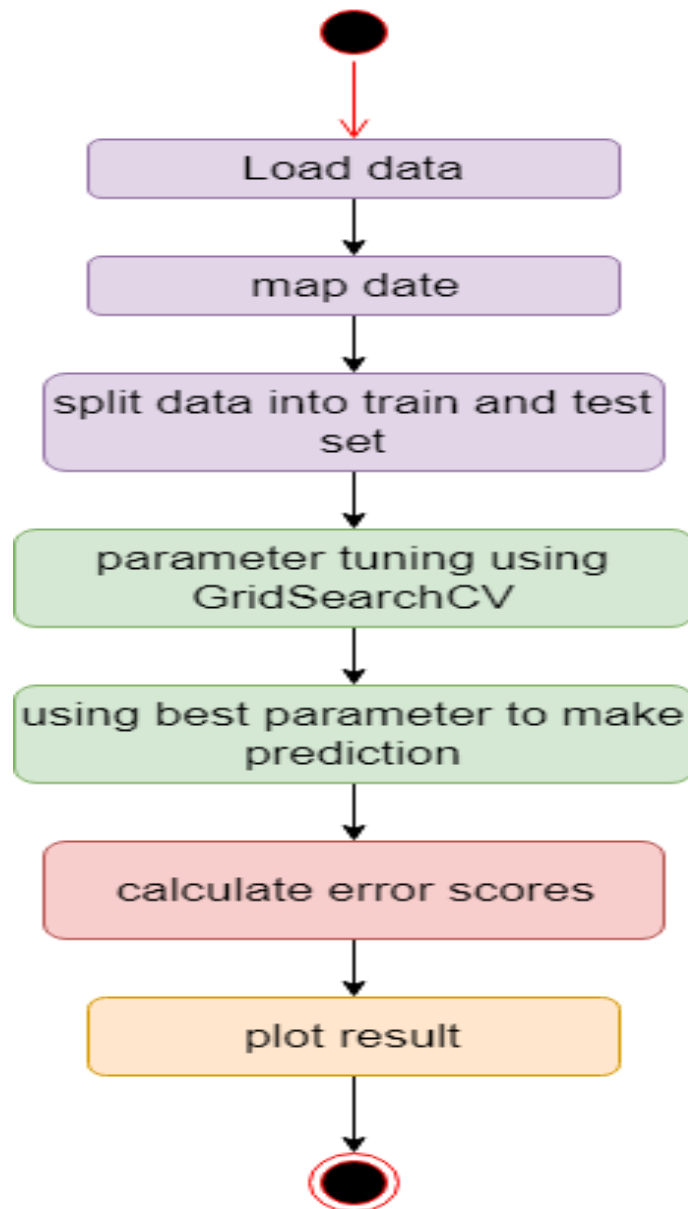 Load data
map date
split data into train and test
set
parameter tuning using
GridSearchCV
using best parameter to make
prediction
calculate error scores
plot result